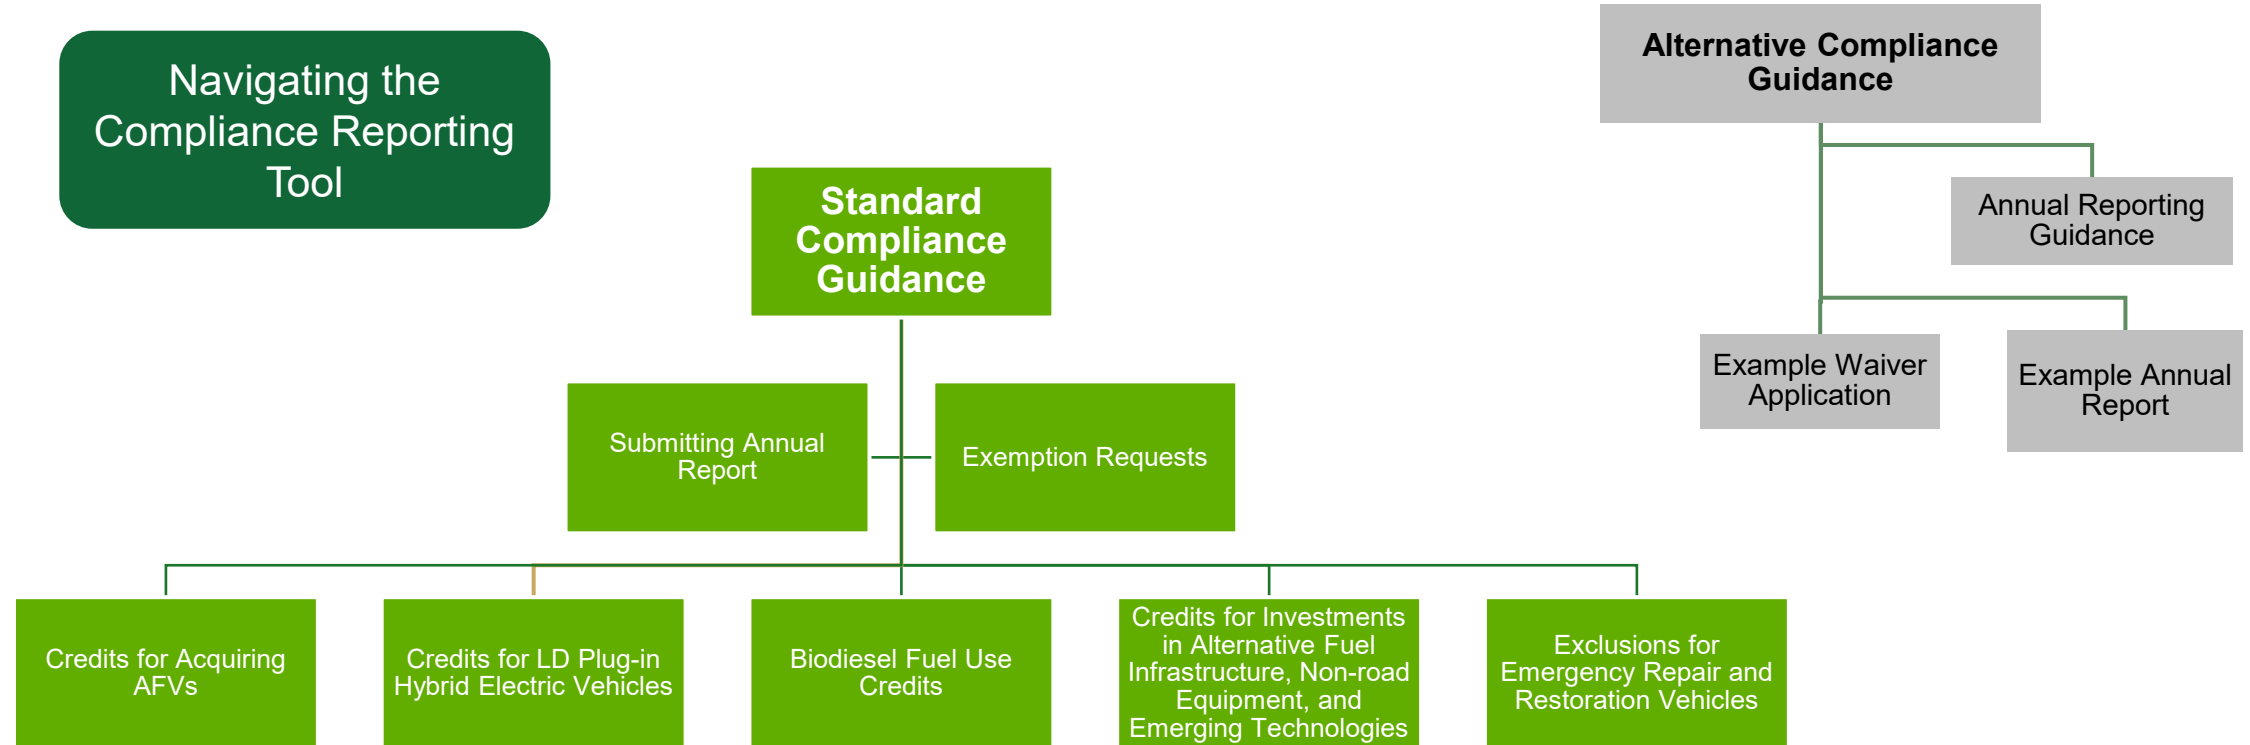 Navigating the
Compliance Reporting
Tool
Alternative Compliance
Guidance
Annual Reporting
Guidance
Example Waiver
Application
Example Annual
Report
Standard
Compliance
Guidance
Submitting Annual
Report
Exemption Requests
Credits for Acquiring
AFVs
Credits for LD Plug-in
Hybrid Electric Vehicles
Biodiesel Fuel Use
Credits
Credits for Investments
in Alternative Fuel
Infrastructure, Non-road
Equipment, and
Emerging Technologies
Exclusions for
Emergency Repair and
Restoration Vehicles